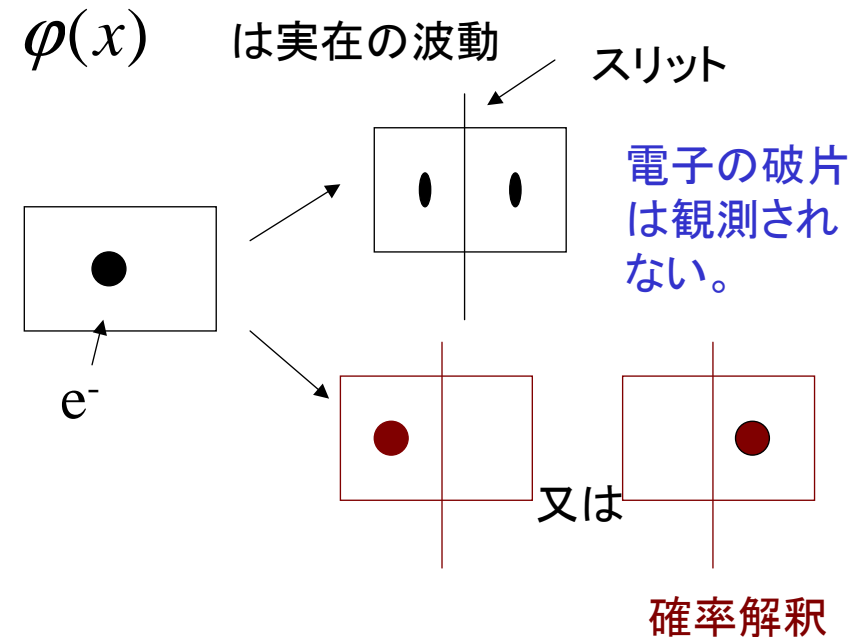 φ(x) は実在の波動
スリット
電子の破片
は観測され
ない。
e⁻
又は
確率解釈